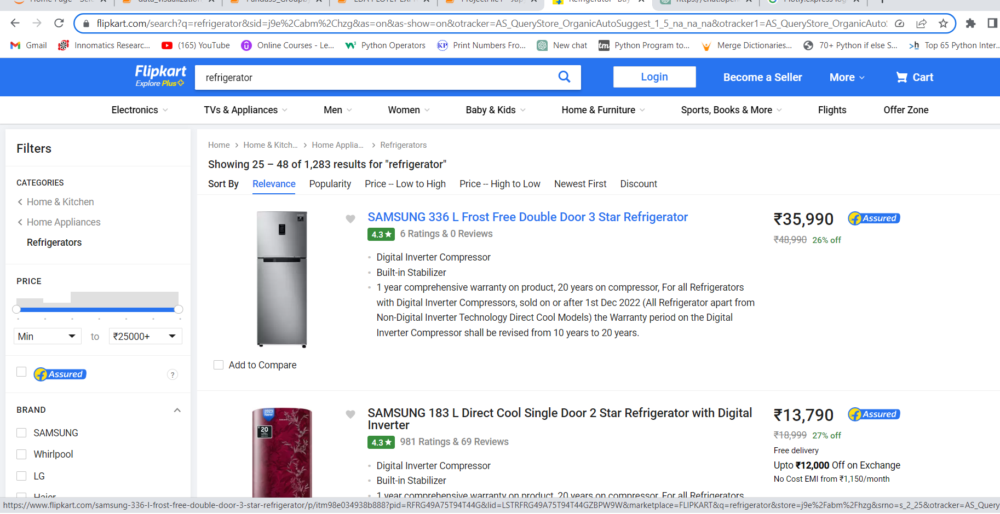 flipkart.com/search?q=refrigerator&sid=j9e%2Cabm%2Chzg&as=on&as-show=on&otracker=AS_QueryStore_OrganicAutoSuggest_1_5_na_na_na&otracker1=AS_QueryStore_OrganicAuto
Gmail Innomatics Researc... (165) YouTube Online Courses - Le... Python Operators Print Numbers Fro... New chat Python Program to... Merge Dictionaries... 70+ Python if else S... Top 65 Python Inter...
Flipkart
Explore Plus
refrigerator
Login
Become a Seller
More
Cart
Electronics TVs & Appliances Men Women Baby & Kids Home & Furniture Sports, Books & More Flights Offer Zone
Filters
CATEGORIES
Home & Kitchen
Home Appliances
Refrigerators
PRICE
Min to ₹25000+
Assured ?
BRAND
SAMSUNG
Whirlpool
LG
Haier
Home > Home & Kitch... > Home Applia... > Refrigerators
Showing 25 – 48 of 1,283 results for "refrigerator"
Sort By Relevance Popularity Price -- Low to High Price -- High to Low Newest First Discount
SAMSUNG 336 L Frost Free Double Door 3 Star Refrigerator
4.3★ 6 Ratings & 0 Reviews
• Digital Inverter Compressor
• Built-in Stabilizer
• 1 year comprehensive warranty on product, 20 years on compressor, For all Refrigerators
with Digital Inverter Compressors, sold on or after 1st Dec 2022 (All Refrigerator apart from
Non-Digital Inverter Technology Direct Cool Models) the Warranty period on the Digital
Inverter Compressor shall be revised from 10 years to 20 years.
₹35,990 Assured
₹48,990 26% off
Add to Compare
2023
New
20
SAMSUNG 183 L Direct Cool Single Door 2 Star Refrigerator with Digital
Inverter
4.3★ 981 Ratings & 69 Reviews
• Digital Inverter Compressor
• Built-in Stabilizer
• 1 year comprehensive warranty on product, 20 years on compressor, For all Refrigerators
₹13,790 Assured
₹18,999 27% off
Free delivery
Upto ₹12,000 Off on Exchange
No Cost EMI from ₹1,150/month
https://www.flipkart.com/samsung-336-l-frost-free-double-door-3-star-refrigerator/p/itm98e034938b888?pid=RFRG49A75T94T44G&lid=LSTRFRG49A75T94T44GZBPW9W&marketplace=FLIPKART&q=refrigerator&store=j9e%2Fabm%2Fhzg&srno=s_2_25&otracker=AS_Query